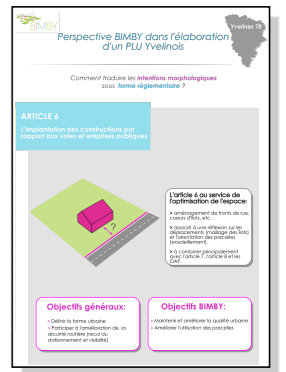 BIMBY
Yvelines 78
Perspective BIMBY dans l'élaboration
d'un PLU Yvelinois
Comment traduire les intentions morphologiques
sous forme réglementaire ?
ARTICLE 6
L'implantation des constructions par
rapport aux voies et emprises publiques
L'article 6 au service de
l'optimisation de l'espace:
> aménagement de fronts de rue,
coeurs d'îlots, etc.
> associé à une réflexion sur les
déplacements (maillage des îlots)
et l'orientation des parcelles
(ensoleillement).
> à combiner principalement
avec l'article 7, l'article 8 et les
OAP.
?
Objectifs généraux:
> Définir la forme urbaine
> Participer à l'amélioration de la
sécurité routière (recul du
stationnement et visibilité)
Objectifs BIMBY:
> Maintenir et améliorer la qualité urbaine
> Améliorer l'utilisation des parcelles